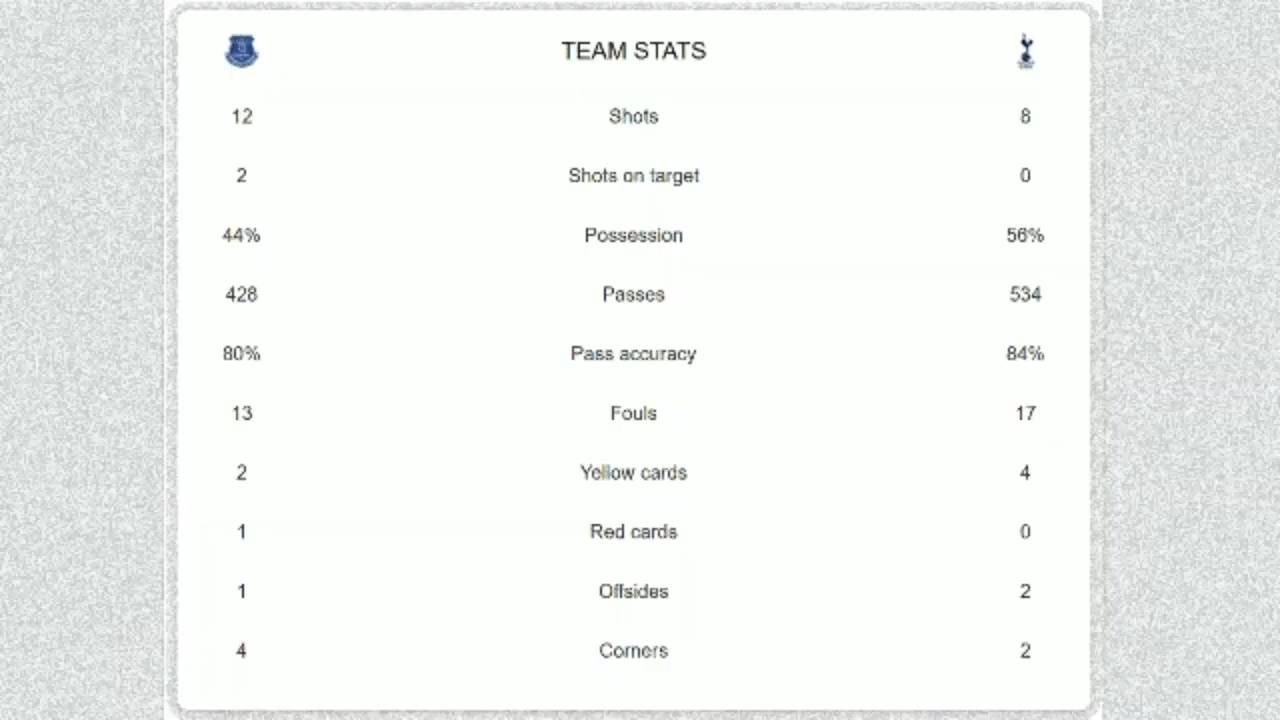 TEAM STATS
12 Shots 8
2 Shots on target 0
44% Possession 56%
428 Passes 534
80% Pass accuracy 84%
13 Fouls 17
2 Yellow cards 4
1 Red cards 0
1 Offsides 2
4 Corners 2